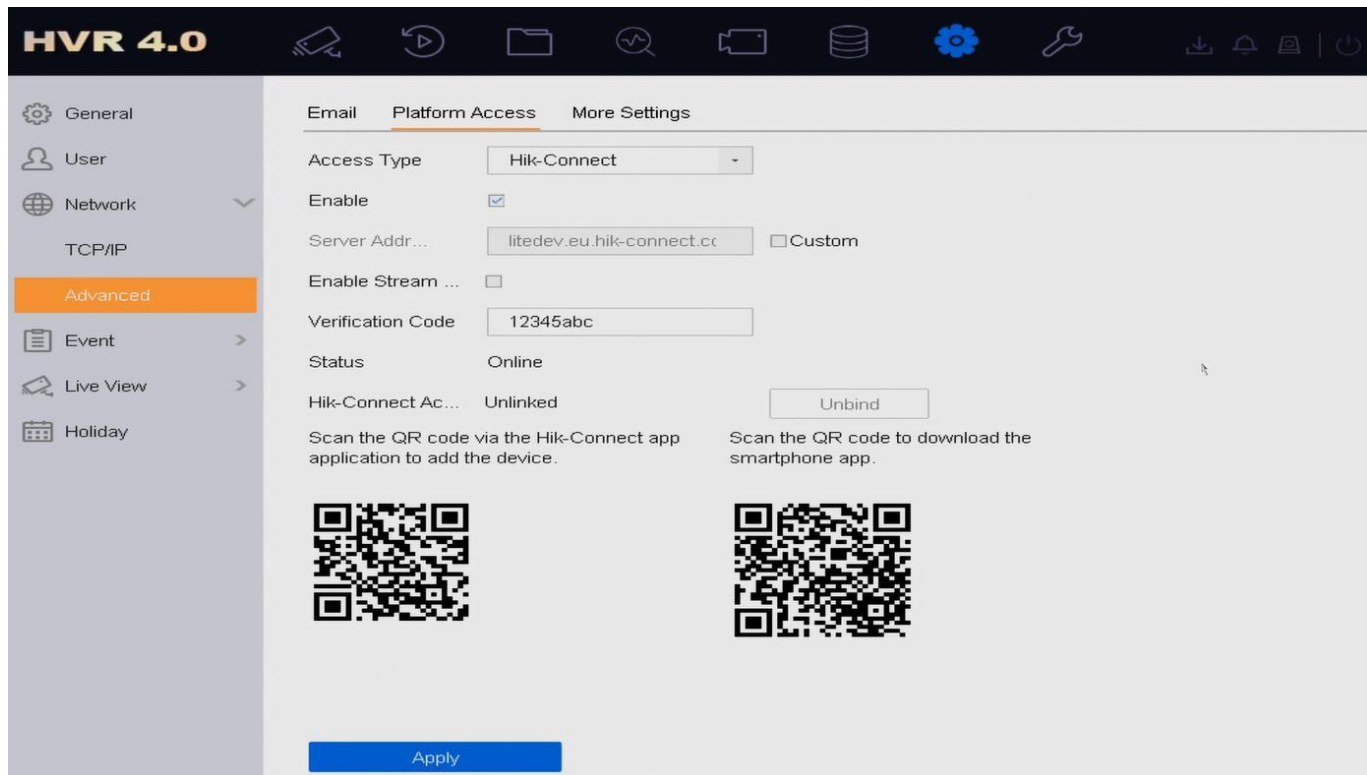 HVR 4.0
General
User
Network
TCP/IP
Advanced
Event
Live View
Holiday
Email Platform Access More Settings
Access Type Hik-Connect
Enable
Server Addr... litedev.eu.hik-connect.cc Custom
Enable Stream ...
Verification Code 12345abc
Status Online
Hik-Connect Ac... Unlinked Unbind
Scan the QR code via the Hik-Connect app
application to add the device.
Scan the QR code to download the
smartphone app.
Apply